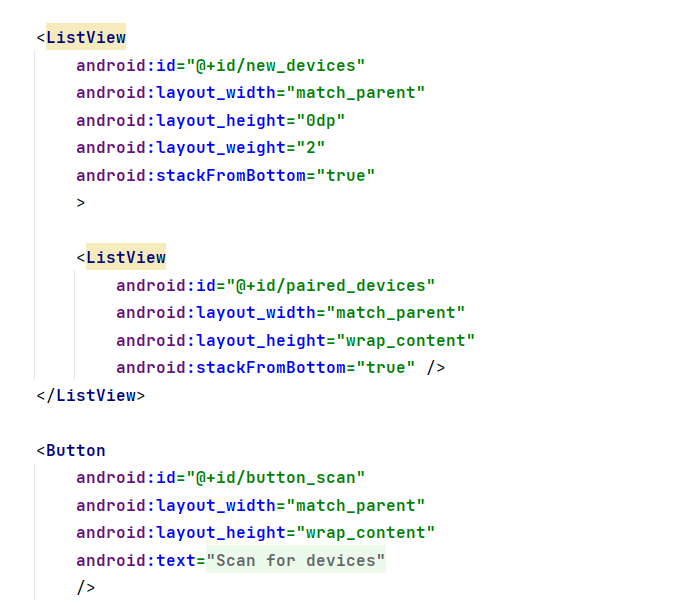 <ListView
android:id="@+id/new_devices"
android:layout_width="match_parent"
android:layout_height="0dp"
android:layout_weight="2"
android:stackFromBottom="true"
>
<ListView
android:id="@+id/paired_devices"
android:layout_width="match_parent"
android:layout_height="wrap_content"
android:stackFromBottom="true" />
</ListView>
<Button
android:id="@+id/button_scan"
android:layout_width="match_parent"
android:layout_height="wrap_content"
android:text="Scan for devices"
/>